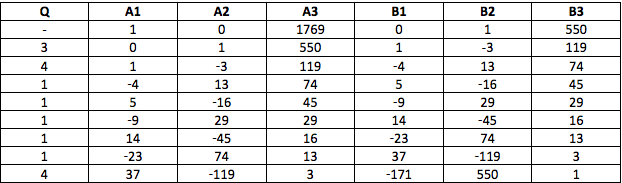 Q A1 A2 A3 B1 B2 B3
- 1 0 1769 0 1 550
3 0 1 550 1 -3 119
4 1 -3 119 -4 13 74
1 -4 13 74 5 -16 45
1 5 -16 45 -9 29 29
1 -9 29 29 14 -45 16
1 14 -45 16 -23 74 13
1 -23 74 13 37 -119 3
4 37 -119 3 -171 550 1